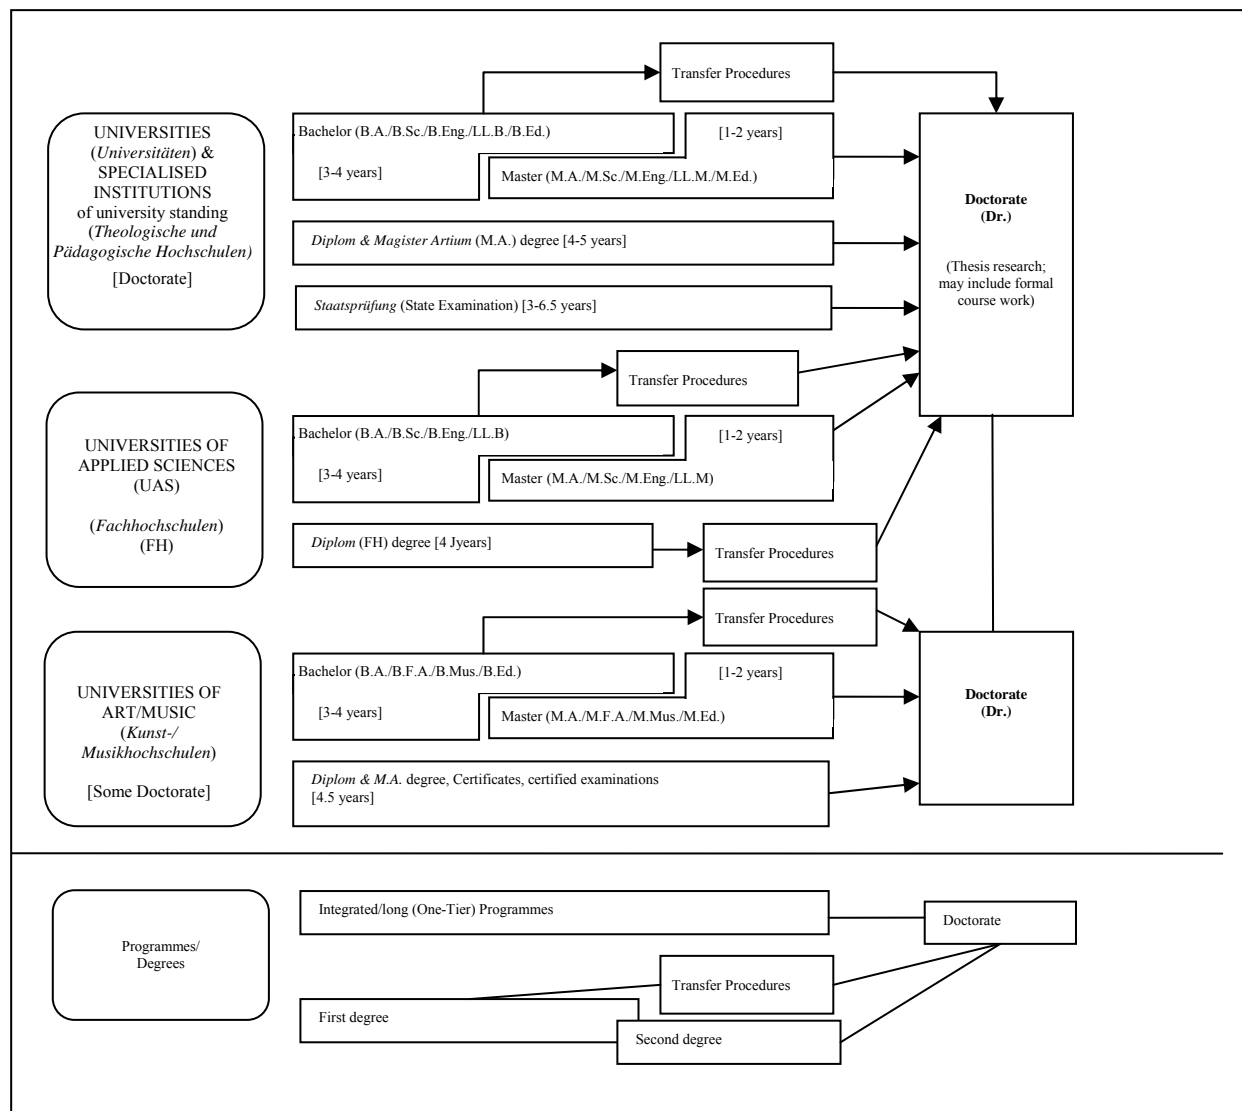 Transfer Procedures
UNIVERSITIES
(Universitäten) &
SPECIALISED
INSTITUTIONS
of university standing
(Theologische und
Pädagogische Hochschulen)
[Doctorate]
Bachelor (B.A./B.Sc./B.Eng./LL.B./B.Ed.)
[3-4 years]
[1-2 years]
Master (M.A./M.Sc./M.Eng./LL.M./M.Ed.)
Diplom & Magister Artium (M.A.) degree [4-5 years]
Staatsprüfung (State Examination) [3-6.5 years]
Doctorate
(Dr.)
(Thesis research;
may include formal
course work)
Transfer Procedures
UNIVERSITIES OF
APPLIED SCIENCES
(UAS)
(Fachhochschulen)
(FH)
Bachelor (B.A./B.Sc./B.Eng./LL.B)
[3-4 years]
[1-2 years]
Master (M.A./M.Sc./M.Eng./LL.M)
Diplom (FH) degree [4 Jyears]
Transfer Procedures
Transfer Procedures
UNIVERSITIES OF
ART/MUSIC
(Kunst-/
Musikhochschulen)
[Some Doctorate]
Bachelor (B.A./B.F.A./B.Mus./B.Ed.)
[3-4 years]
[1-2 years]
Master (M.A./M.F.A./M.Mus./M.Ed.)
Diplom & M.A. degree, Certificates, certified examinations
[4.5 years]
Doctorate
(Dr.)
Programmes/
Degrees
Integrated/long (One-Tier) Programmes
Doctorate
Transfer Procedures
First degree
Second degree